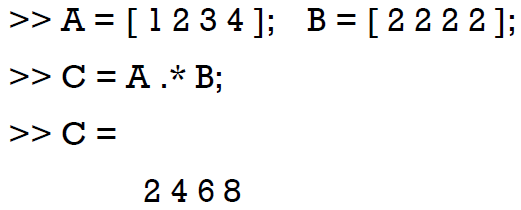 >> A = [ 1 2 3 4 ]; B = [ 2 2 2 2 ];
>> C = A .* B;
>> C =
2 4 6 8